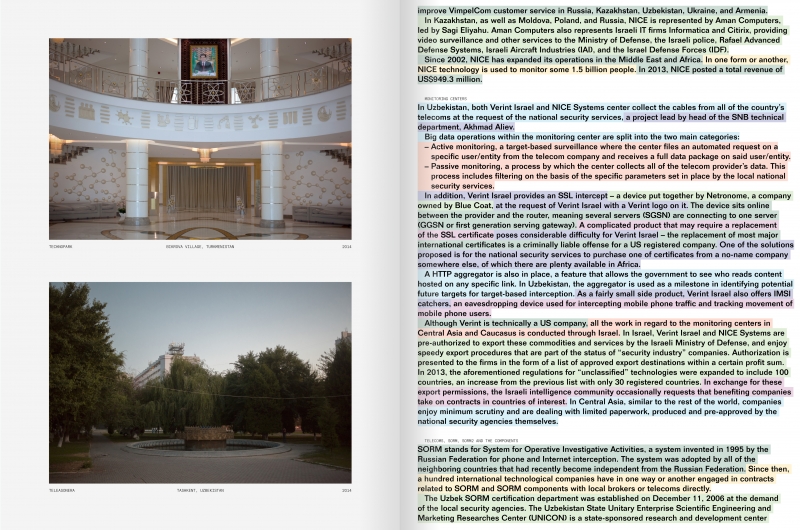 TECHNOPARK KOSHSHA VILLAGE, TURKMENISTAN 2014
TELEASONERA TASHKENT, UZBEKISTAN 2014
improve VimpelCom customer service in Russia, Kazakhstan, Uzbekistan, Ukraine, and Armenia.
In Kazakhstan, as well as Moldova, Poland, and Russia, NICE is represented by Aman Computers,
led by Sagi Eliyahu. Aman Computers also represents Israeli IT firms Informatica and Citrix, providing
video surveillance and other services to the Ministry of Defense, the Israeli police, Rafael Advanced
Defense Systems, Israeli Aircraft Industries (IAI), and the Israel Defense Forces (IDF).
Since 2002, NICE has expanded its operations in the Middle East and Africa. In one form or another,
NICE technology is used to monitor some 1.5 billion people. In 2013, NICE posted a total revenue of
US$949.3 million.
MONITORING CENTERS
In Uzbekistan, both Verint Israel and NICE Systems center collect the cables from all of the country's
telecoms at the request of the national security services, a project lead by head of the SNB technical
department, Akhmad Aliev.
Big data operations within the monitoring center are split into the two main categories:
– Active monitoring, a target-based surveillance where the center files an automated request on a
specific user/entity from the telecom company and receives a full data package on said user/entity.
– Passive monitoring, a process by which the center collects all of the telecom provider's data. This
process includes filtering on the basis of the specific parameters set in place by the local national
security services.
In addition, Verint Israel provides an SSL intercept – a device put together by Netronome, a company
owned by Blue Coat, at the request of Verint Israel with a Verint logo on it. The device sits online
between the provider and the router, meaning several servers (SGSN) are connecting to one server
(GGSN or first generation serving gateway). A complicated product that may require a replacement
of the SSL certificate poses considerable difficulty for Verint Israel – the replacement of most major
international certificates is a criminally liable offense for a US registered company. One of the solutions
proposed is for the national security services to purchase one of certificates from a no-name company
somewhere else, of which there are plenty available in Africa.
A HTTP aggregator is also in place, a feature that allows the government to see who reads content
hosted on any specific link. In Uzbekistan, the aggregator is used as a milestone in identifying potential
future targets for target-based interception. As a fairly small side product, Verint Israel also offers IMSI
catchers, an eavesdropping device used for intercepting mobile phone traffic and tracking movement of
mobile phone users.
Although Verint is technically a US company, all the work in regard to the monitoring centers in
Central Asia and Caucasus is conducted through Israel. In Israel, Verint Israel and NICE Systems are
pre-authorized to export these commodities and services by the Israeli Ministry of Defense, and enjoy
speedy export procedures that are part of the status of "security industry" companies. Authorization is
presented to the firms in the form of a list of approved export destinations within a certain profit sum.
In 2013, the aforementioned regulations for "unclassified" technologies were expanded to include 100
countries, an increase from the previous list with only 30 registered countries. In exchange for these
export permissions, the Israeli intelligence community occasionally requests that benefiting companies
take on contracts in countries of interest. In Central Asia, similar to the rest of the world, companies
enjoy minimum scrutiny and are dealing with limited paperwork, produced and pre-approved by the
national security agencies themselves.
TELECOMS, SORM, SORM2 AND THE COMPONENTS
SORM stands for System for Operative Investigative Activities, a system invented in 1995 by the
Russian Federation for phone and Internet interception. The system was adopted by all of the
neighboring countries that had recently become independent from the Russian Federation. Since then,
a hundred international technological companies have in one way or another engaged in contracts
related to SORM and SORM components with local brokers or telecoms directly.
The Uzbek SORM certification department was established on December 11, 2006 at the demand
of the local security agencies. The Uzbekistan State Unitary Enterprise Scientific Engineering and
Marketing Researches Center (UNICON) is a state-sponsored research and development center